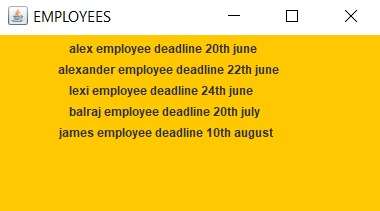 EMPLOYEES
alex employee deadline 20th june
alexander employee deadline 22th june
lexi employee deadline 24th june
balraj employee deadline 20th july
james employee deadline 10th august